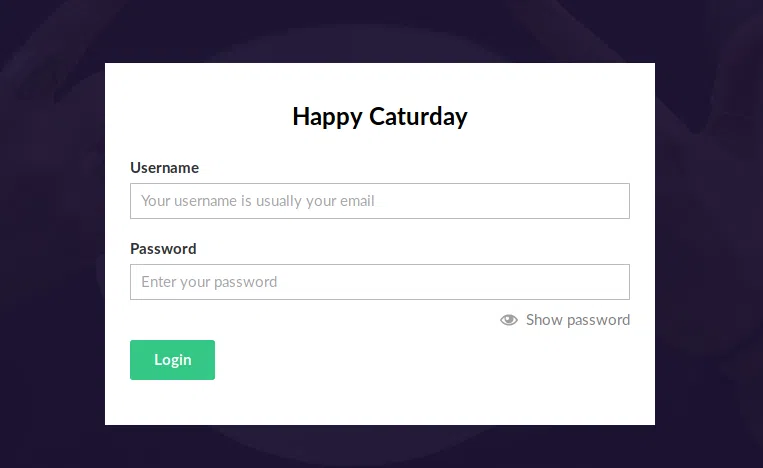 Happy Caturday
Username
Your username is usually your email
Password
Enter your password
Show password
Login